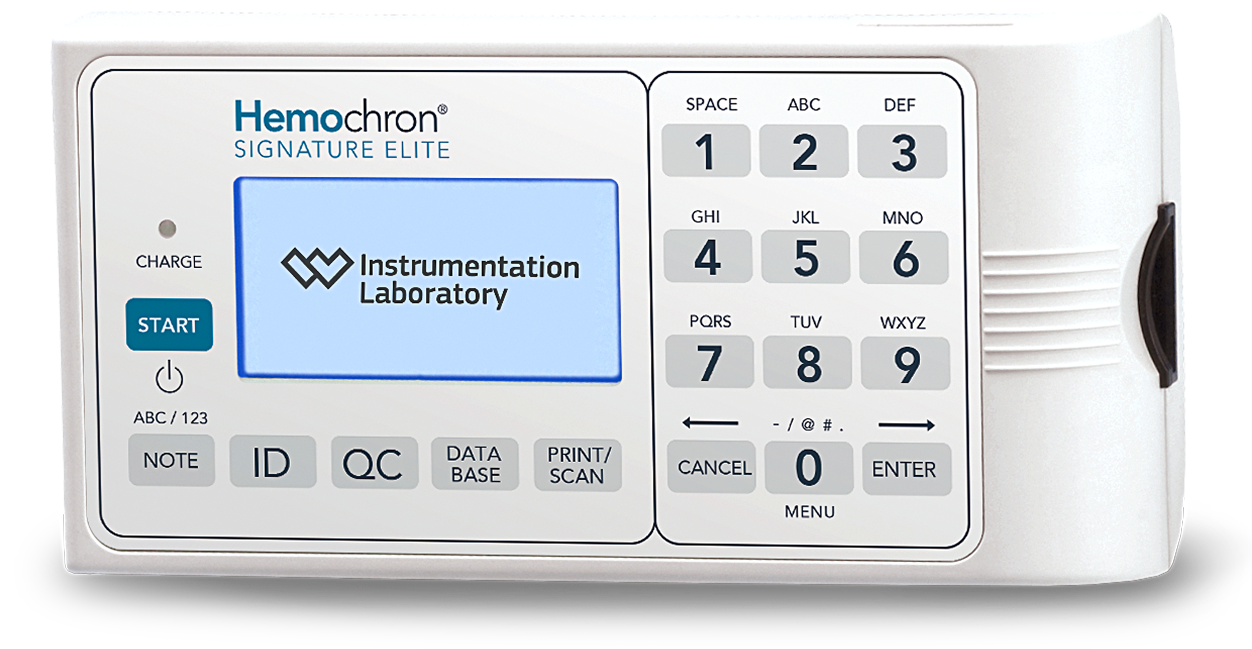 Hemochron®
SIGNATURE ELITE
CHARGE
START
ABC / 123
NOTE
ID
QC
DATA
BASE
PRINT/
SCAN
Instrumentation
Laboratory
SPACE ABC DEF
1 2 3
GHI JKL MNO
4 5 6
PQRS TUV WXYZ
7 8 9
- / @ # .
CANCEL 0 ENTER
MENU